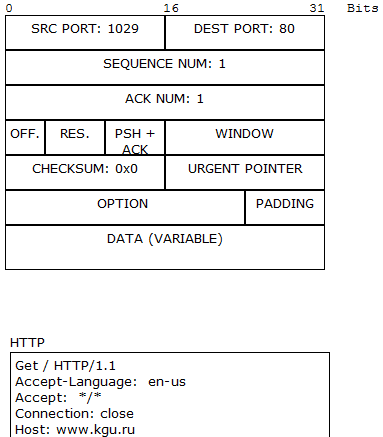 0 16 31 Bits
SRC PORT: 1029 DEST PORT: 80
SEQUENCE NUM: 1
ACK NUM: 1
OFF. RES. PSH + WINDOW
ACK
CHECKSUM: 0x0 URGENT POINTER
OPTION PADDING
DATA (VARIABLE)
HTTP
Get / HTTP/1.1
Accept-Language: en-us
Accept: */*
Connection: close
Host: www.kgu.ru